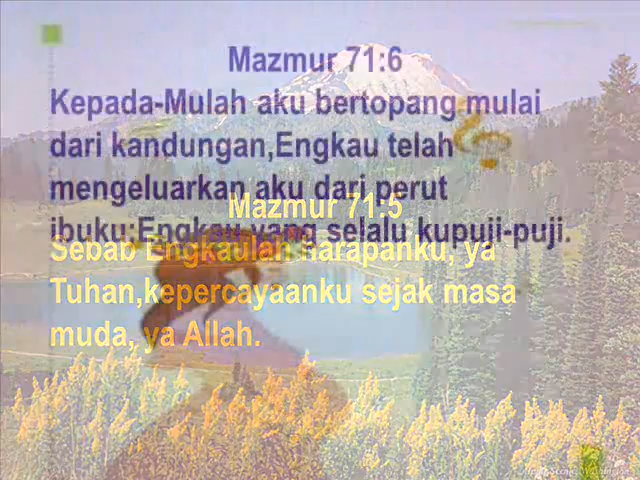 Mazmur 71:6
Kepada-Mulah aku bertopang mulai
dari kandungan,Engkau telah
mengeluarkan aku dari perut
ibuku;Engkau yang selalu kupuji-puji.
Mazmur 71:5
Sebab Engkaulah harapanku, ya
Tuhan,kepercayaanku sejak masa
muda, ya Allah.